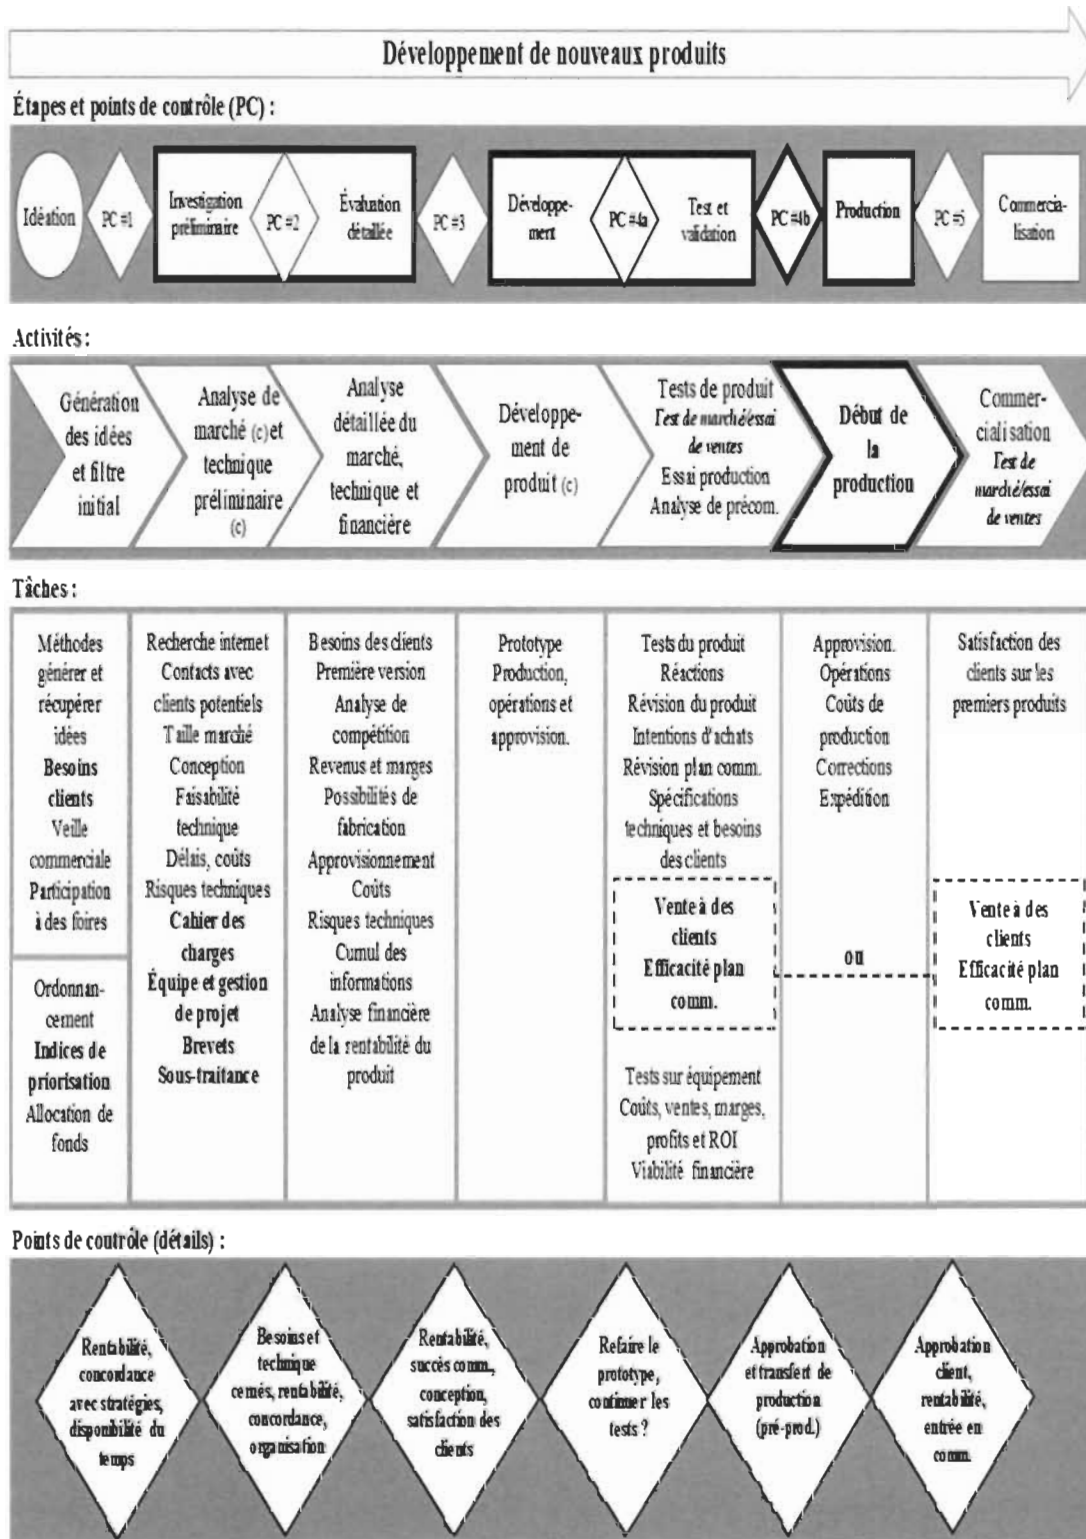 Développement de nouveaux produits
Étapes et points de contrôle (PC) :
Idéation
PC #1
Investigation
préliminaire
PC #2
Évaluation
détaillée
PC #3
Développe-
ment
PC #4a
Test et
validation
PC #4b
Production
PC #5
Commercia-
lisation
Activités :
Génération
des idées
et filtre
initial
Analyse de
marché (c) et
technique
préliminaire
(c)
Analyse
détaillée du
marché,
technique et
financière
Développe-
ment de
produit (c)
Tests de produit
Test de marché/essai
de ventes
Essai production
Analyse de précom.
Début de
la
production
Commer-
cialisation
Test de
marché/essai
de ventes
Tâches :
Méthodes
générer et
récupérer
idées
Besoins
clients
Veille
commerciale
Participation
à des foires
Ordonnan-
cement
Indices de
priorisation
Allocation de
fonds
Recherche internet
Contacts avec
clients potentiels
Taille marché
Conception
Faisabilité
technique
Délais, coûts
Risques techniques
Cahier des
charges
Équipe et gestion
de projet
Brevets
Sous-traitance
Besoins des clients
Première version
Analyse de
compétition
Revenus et marges
Possibilités de
fabrication
Approvisionnement
Coûts
Risques techniques
Cumul des
informations
Analyse financière
de la rentabilité du
produit
Prototype
Production,
opérations et
approvision.
Tests du produit
Réactions
Révision du produit
Intentions d'achats
Révision plan comm.
Spécifications
techniques et besoins
des clients
Vente à des
clients
Efficacité plan
comm.
Tests sur équipement
Coûts, ventes, marges,
profits et ROI
Viabilité financière
Approvision.
Opérations
Coûts de
production
Corrections
Expédition
ou
Satisfaction des
clients sur les
premiers produits
Vente à des
clients
Efficacité plan
comm.
Points de contrôle (détails) :
Rentabilité,
concordance
avec stratégies,
disponibilité du
temps
Besoins et
technique
cernés, rentabilité,
concordance,
organisation
Rentabilité,
succès comm.,
conception,
satisfaction des
clients
Refaire le
prototype,
continuer les
tests ?
Approbation
et transfert de
production
(pré-prod.)
Approbation
client,
rentabilité,
entrée en
comm.